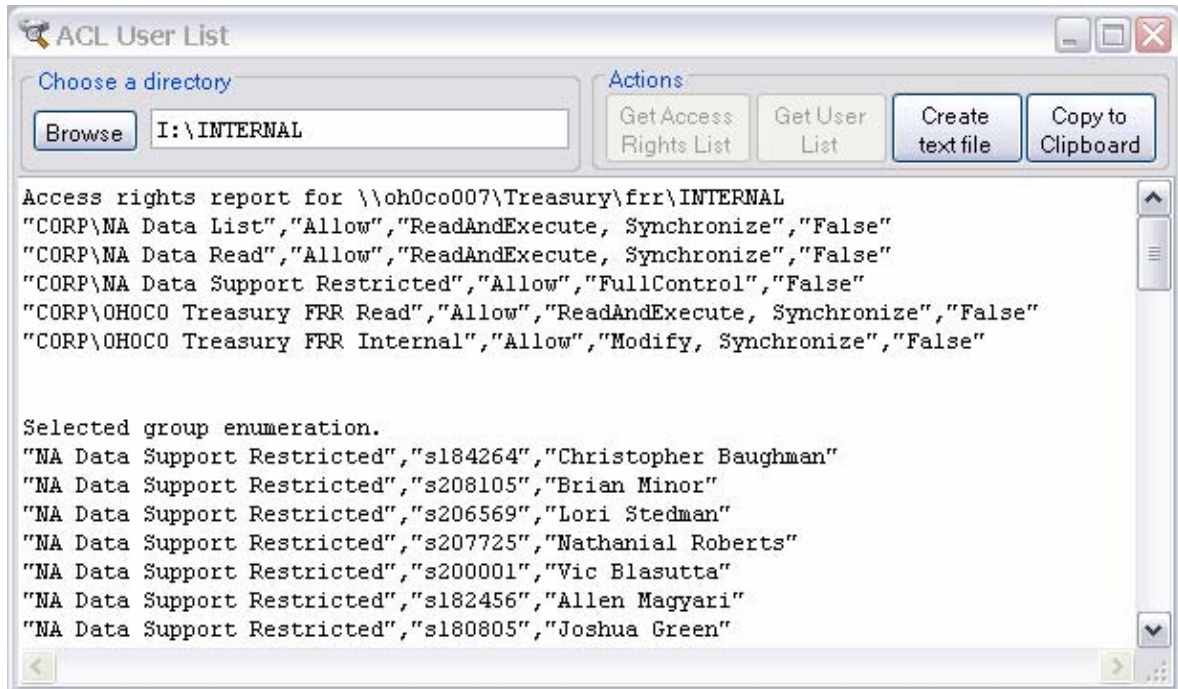 ACL User List
Choose a directory
Browse
I:\INTERNAL
Actions
Get Access Rights List
Get User List
Create text file
Copy to Clipboard
Access rights report for \\oh0co007\Treasury\frr\INTERNAL
"CORP\NA Data List","Allow","ReadAndExecute, Synchronize","False"
"CORP\NA Data Read","Allow","ReadAndExecute, Synchronize","False"
"CORP\NA Data Support Restricted","Allow","FullControl","False"
"CORP\OHOCO Treasury FRR Read","Allow","ReadAndExecute, Synchronize","False"
"CORP\OHOCO Treasury FRR Internal","Allow","Modify, Synchronize","False"
Selected group enumeration.
"NA Data Support Restricted","s184264","Christopher Baughman"
"NA Data Support Restricted","s208105","Brian Minor"
"NA Data Support Restricted","s206569","Lori Stedman"
"NA Data Support Restricted","s207725","Nathanial Roberts"
"NA Data Support Restricted","s200001","Vic Blasutta"
"NA Data Support Restricted","s182456","Allen Magyari"
"NA Data Support Restricted","s180805","Joshua Green"